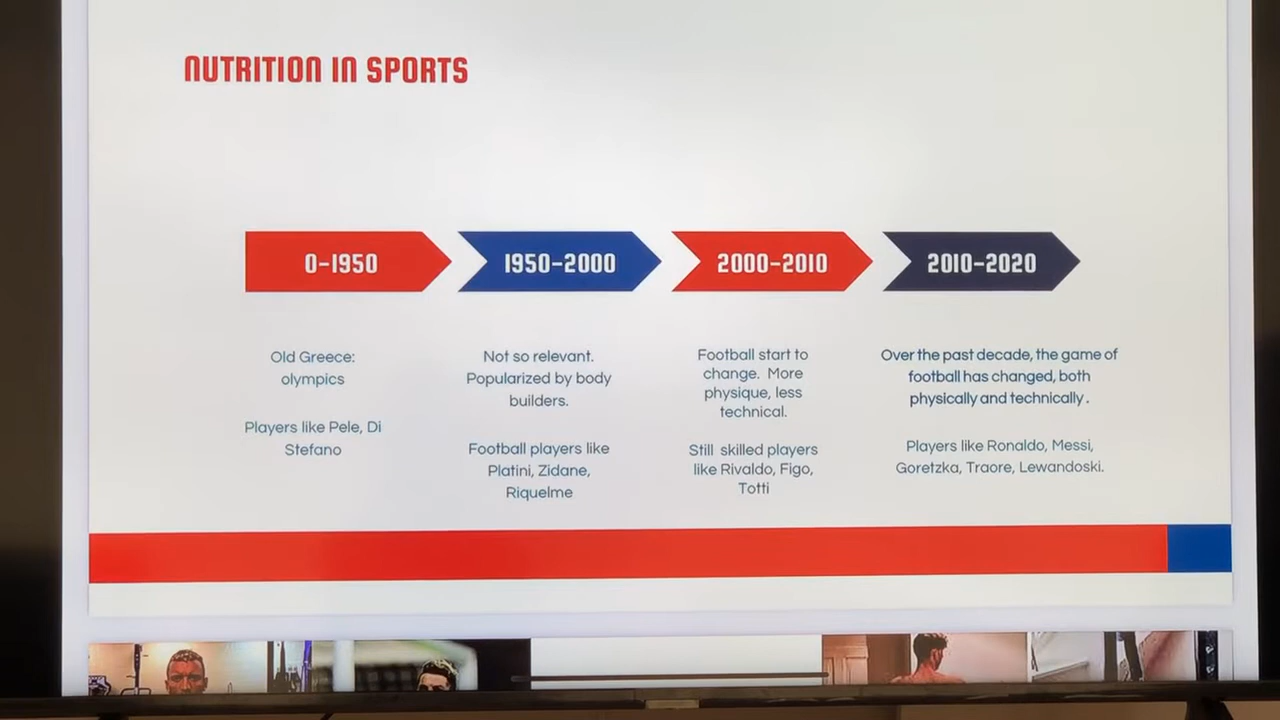 NUTRITION IN SPORTS
0-1950
1950-2000
2000-2010
2010-2020
Old Greece:
olympics
Players like Pele, Di
Stefano
Not so relevant.
Popularized by body
builders.
Football players like
Platini, Zidane,
Riquelme
Football start to
change. More
physique, less
technical.
Still skilled players
like Rivaldo, Figo,
Totti
Over the past decade, the game of
football has changed, both
physically and technically .
Players like Ronaldo, Messi,
Goretzka, Traore, Lewandoski.